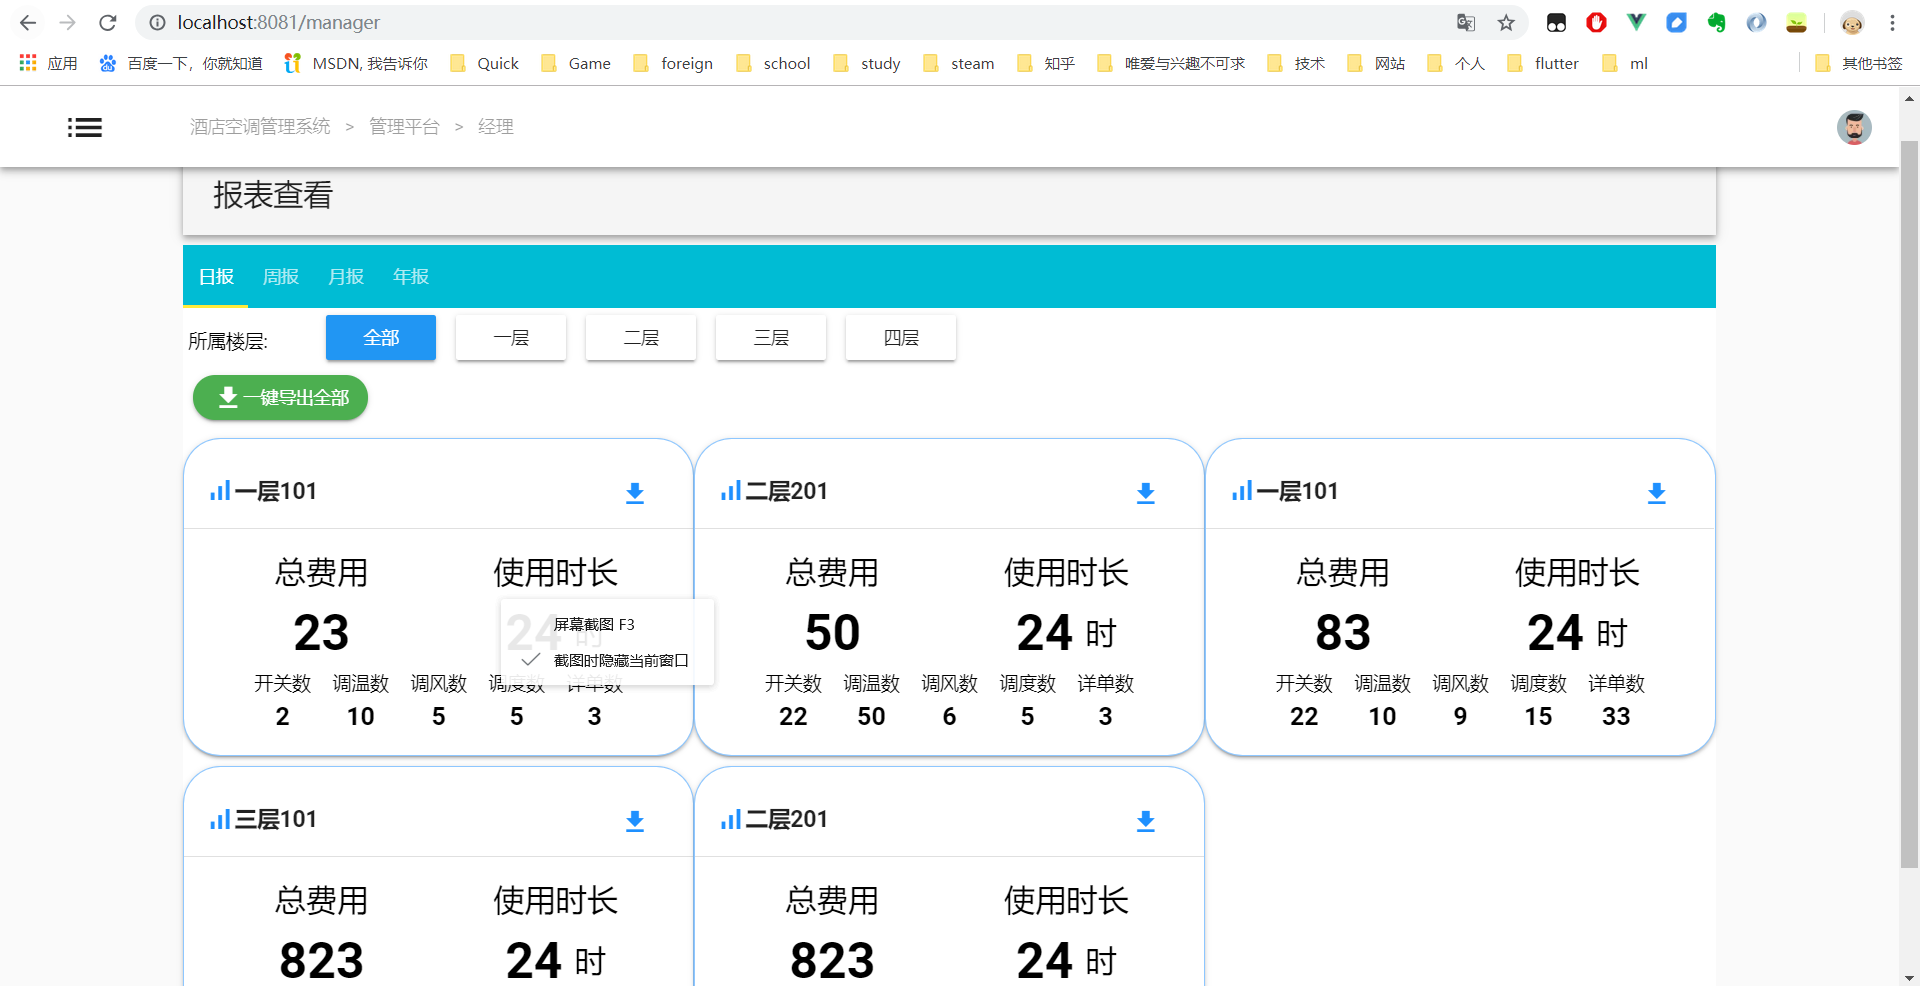 localhost:8081/manager
应用 百度一下，你就知道 MSDN, 我告诉你 Quick Game foreign school study steam 知乎 唯爱与兴趣不可求 技术 网站 个人 flutter ml 其他书签
酒店空调管理系统 > 管理平台 > 经理
报表查看
日报 周报 月报 年报
所属楼层: 全部 一层 二层 三层 四层
一键导出全部
一层101 二层201 一层101
总费用 使用时长 总费用 使用时长 总费用 使用时长
23 24 时 50 24 时 83 24 时
屏幕截图 F3
截图时隐藏当前窗口
开关数 调温数 调风数 调度数 详单数 开关数 调温数 调风数 调度数 详单数 开关数 调温数 调风数 调度数 详单数
2 10 5 5 3 22 50 6 5 3 22 10 9 15 33
三层101 二层201
总费用 使用时长 总费用 使用时长
823 24 时 823 24 时